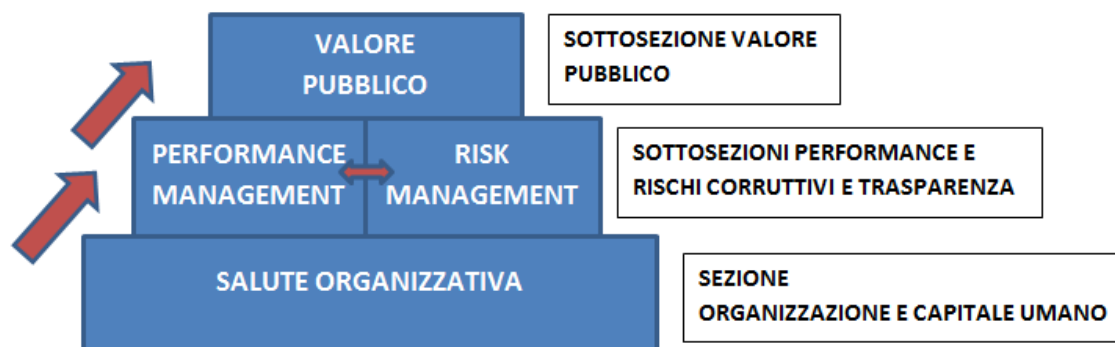 VALORE
PUBBLICO
SOTTOSEZIONE VALORE
PUBBLICO
PERFORMANCE
MANAGEMENT
RISK
MANAGEMENT
SOTTOSEZIONI PERFORMANCE E
RISCHI CORRUTTIVI E TRASPARENZA
SALUTE ORGANIZZATIVA
SEZIONE
ORGANIZZAZIONE E CAPITALE UMANO